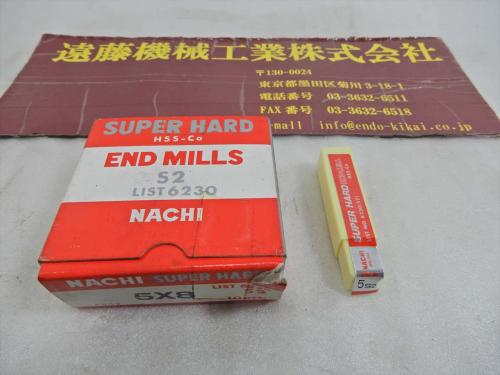 遠藤機械工業株式会社
〒130-0024
東京都墨田区菊川3-18-1
電話番号 03-3632-6511
FAX番号 03-3632-6518
e-mail info@endo-kikai.co.jp
SUPER HARD
HSS-Co
END MILLS
S2
LIST 6230
NACHI
NACHI SUPER HARD
5X8
SUPER HARD
NACHI
5